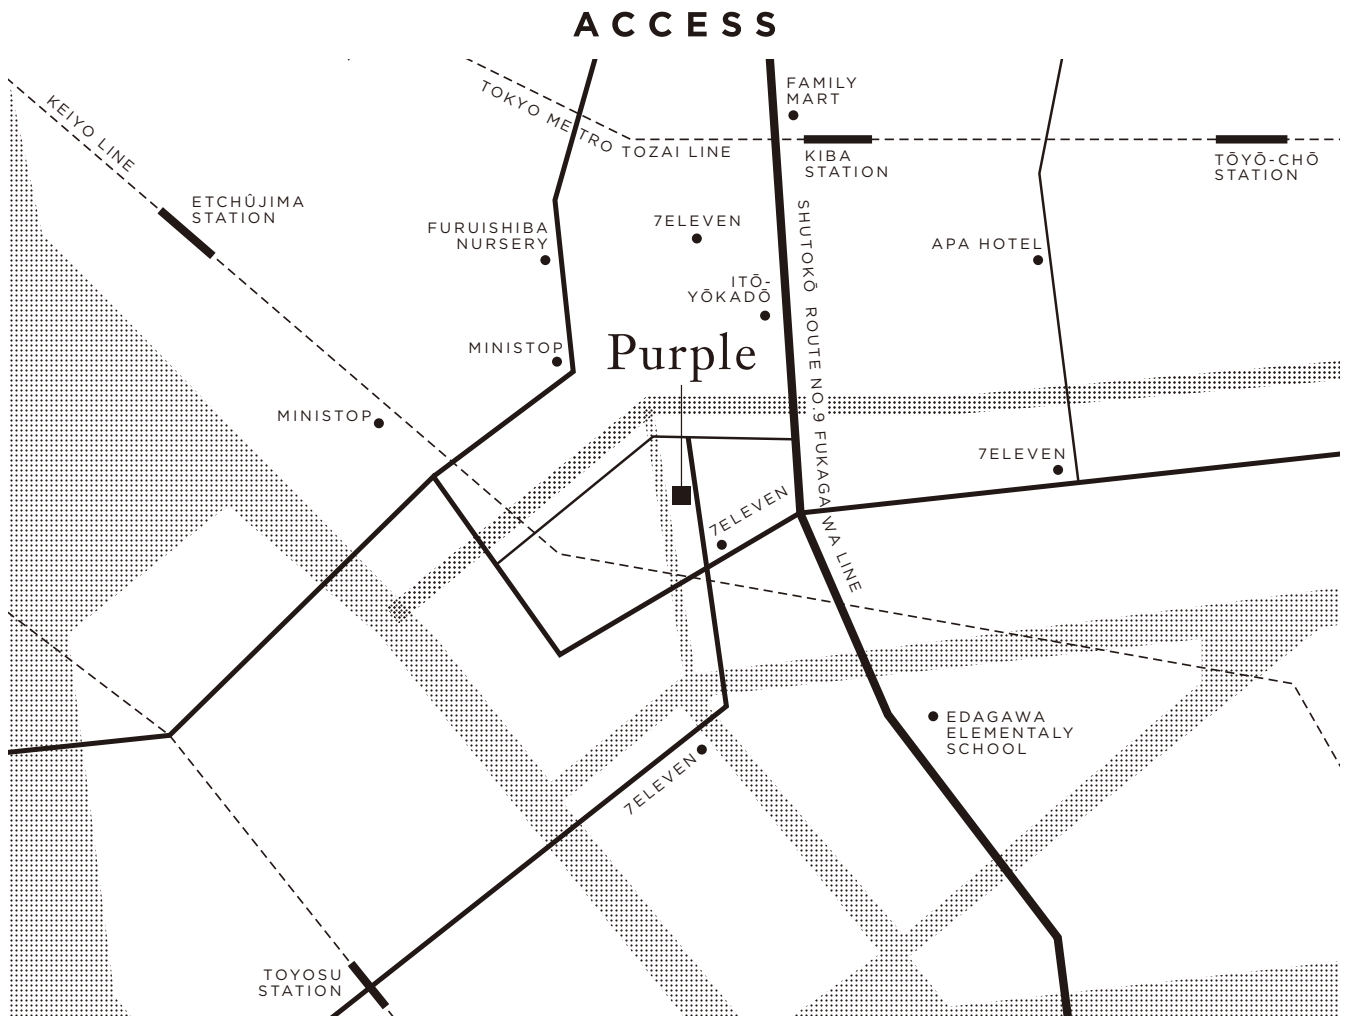 ACCESS
FAMILY
MART
KEIYO LINE
TOKYO METRO TOZAI LINE
KIBA
STATION
TŌYŌ-CHŌ
STATION
ETCHÛJIMA
STATION
FURUISHIBA
NURSERY
7ELEVEN
APA HOTEL
ITŌ-
YŌKADŌ
SHUTOKŌ ROUTE NO.9 FUKAGAWA LINE
MINISTOP
Purple
MINISTOP
7ELEVEN
7ELEVEN
EDAGAWA
ELEMENTALY
SCHOOL
7ELEVEN
TOYOSU
STATION